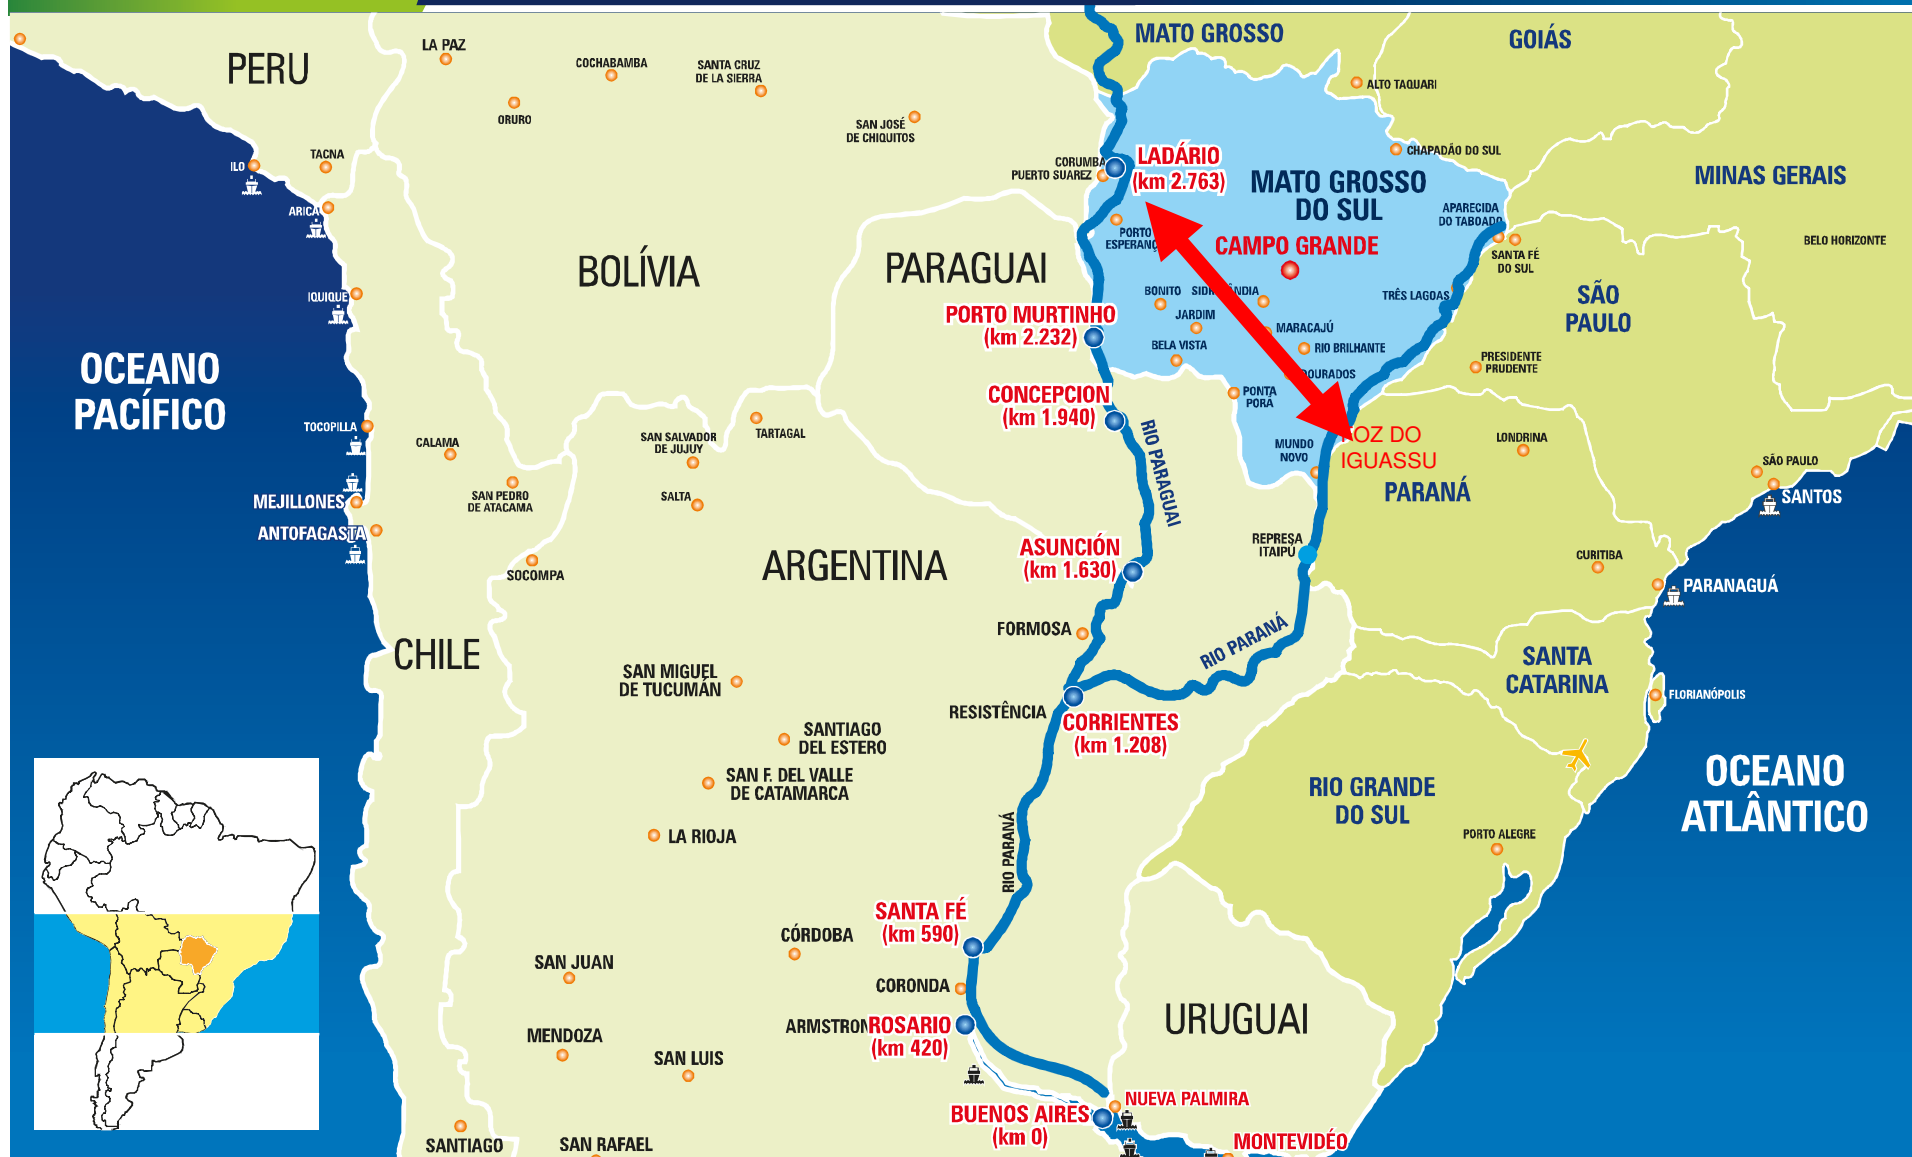 MATO GROSSO
GOIÁS
PERU
LA PAZ
COCHABAMBA
SANTA CRUZ
DE LA SIERRA
ALTO TAQUARI
ORURO
SAN JOSÉ
DE CHIQUITOS
TACNA
ILO
CORUMBA
PUERTO SUAREZ
LADÁRIO
(km 2.763)
CHAPADÃO DO SUL
MATO GROSSO
DO SUL
MINAS GERAIS
ARICA
APARECIDA
DO TABOADO
PORTO
CAMPO GRANDE
BELO HORIZONTE
SANTA FÉ
DO SUL
BOLÍVIA
PARAGUAI
IQUIQUE
BONITO
TRÊS LAGOAS
SÃO
PAULO
PORTO MURTINHO
(km 2.232)
JARDIM
MARACAJÚ
BELA VISTA
RIO BRILHANTE
PRESIDENTE
PRUDENTE
OCEANO
PACÍFICO
DOURADOS
CONCEPCION
(km 1.940)
PONTA
PORÃ
TOCOPILLA
CALAMA
SAN SALVADOR
DE JUJUY
TARTAGAL
RIO PARAGUAI
MUNDO
NOVO
FOZ DO
IGUASSU
LONDRINA
SÃO PAULO
SANTOS
PARANÁ
MEJILLONES
SAN PEDRO
DE ATACAMA
SALTA
ANTOFAGASTA
SOCOMPA
ARGENTINA
ASUNCIÓN
(km 1.630)
REPRESA
ITAIPÚ
CURITIBA
PARANAGUÁ
FORMOSA
RIO PARANÁ
CHILE
SAN MIGUEL
DE TUCUMÁN
SANTA
CATARINA
FLORIANÓPOLIS
RESISTÊNCIA
CORRIENTES
(km 1.208)
SANTIAGO
DEL ESTERO
SAN F. DEL VALLE
DE CATAMARCA
RIO GRANDE
DO SUL
OCEANO
ATLÂNTICO
LA RIOJA
RIO PARANÁ
PORTO ALEGRE
SANTA FÉ
(km 590)
CÓRDOBA
SAN JUAN
CORONDA
ARMSTRON
ROSARIO
(km 420)
URUGUAI
MENDOZA
SAN LUIS
NUEVA PALMIRA
BUENOS AIRES
(km 0)
SANTIAGO
SAN RAFAEL
MONTEVIDÉO